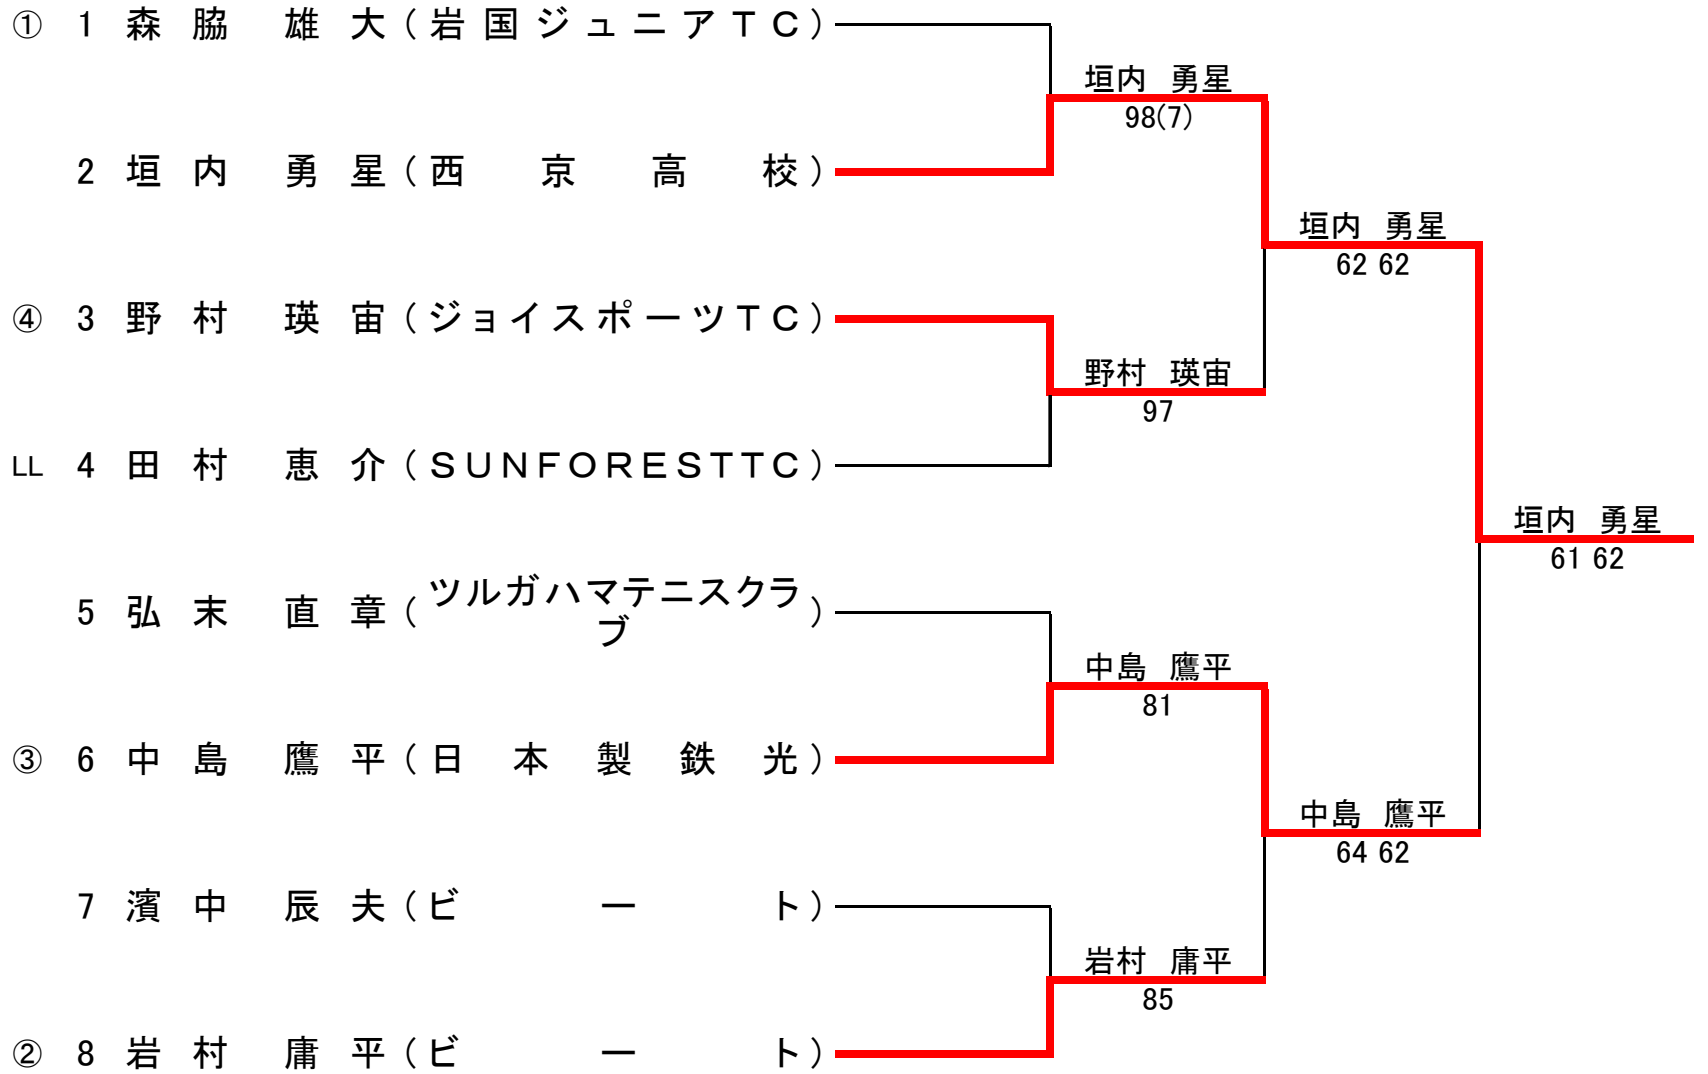 ① 1 森脇 雄大(岩国ジュニアTC)
垣内 勇星
98(7)
2 垣内 勇星(西京高校)
垣内 勇星
62 62
④ 3 野村 瑛宙(ジョイスポーツTC)
野村 瑛宙
97
LL 4 田村 恵介(SUNFORESTTC)
垣内 勇星
61 62
5 弘末 直章(ツルガハマテニスクラ
ブ)
中島 鷹平
81
③ 6 中島 鷹平(日本製鉄光)
中島 鷹平
64 62
7 濱中 辰夫(ビート)
岩村 庸平
85
② 8 岩村 庸平(ビート)